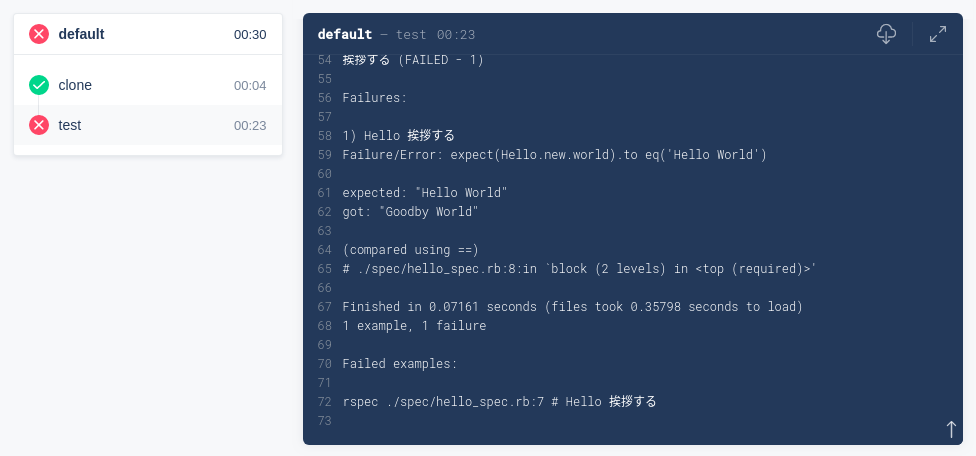 default 00:30
clone 00:04
test 00:23
default — test 00:23
54 挨拶する (FAILED - 1)
55
56 Failures:
57
58 1) Hello 挨拶する
59 Failure/Error: expect(Hello.new.world).to eq('Hello World')
60
61 expected: "Hello World"
62 got: "Goodby World"
63
64 (compared using ==)
65 # ./spec/hello_spec.rb:8:in `block (2 levels) in <top (required)>'
66
67 Finished in 0.07161 seconds (files took 0.35798 seconds to load)
68 1 example, 1 failure
69
70 Failed examples:
71
72 rspec ./spec/hello_spec.rb:7 # Hello 挨拶する
73